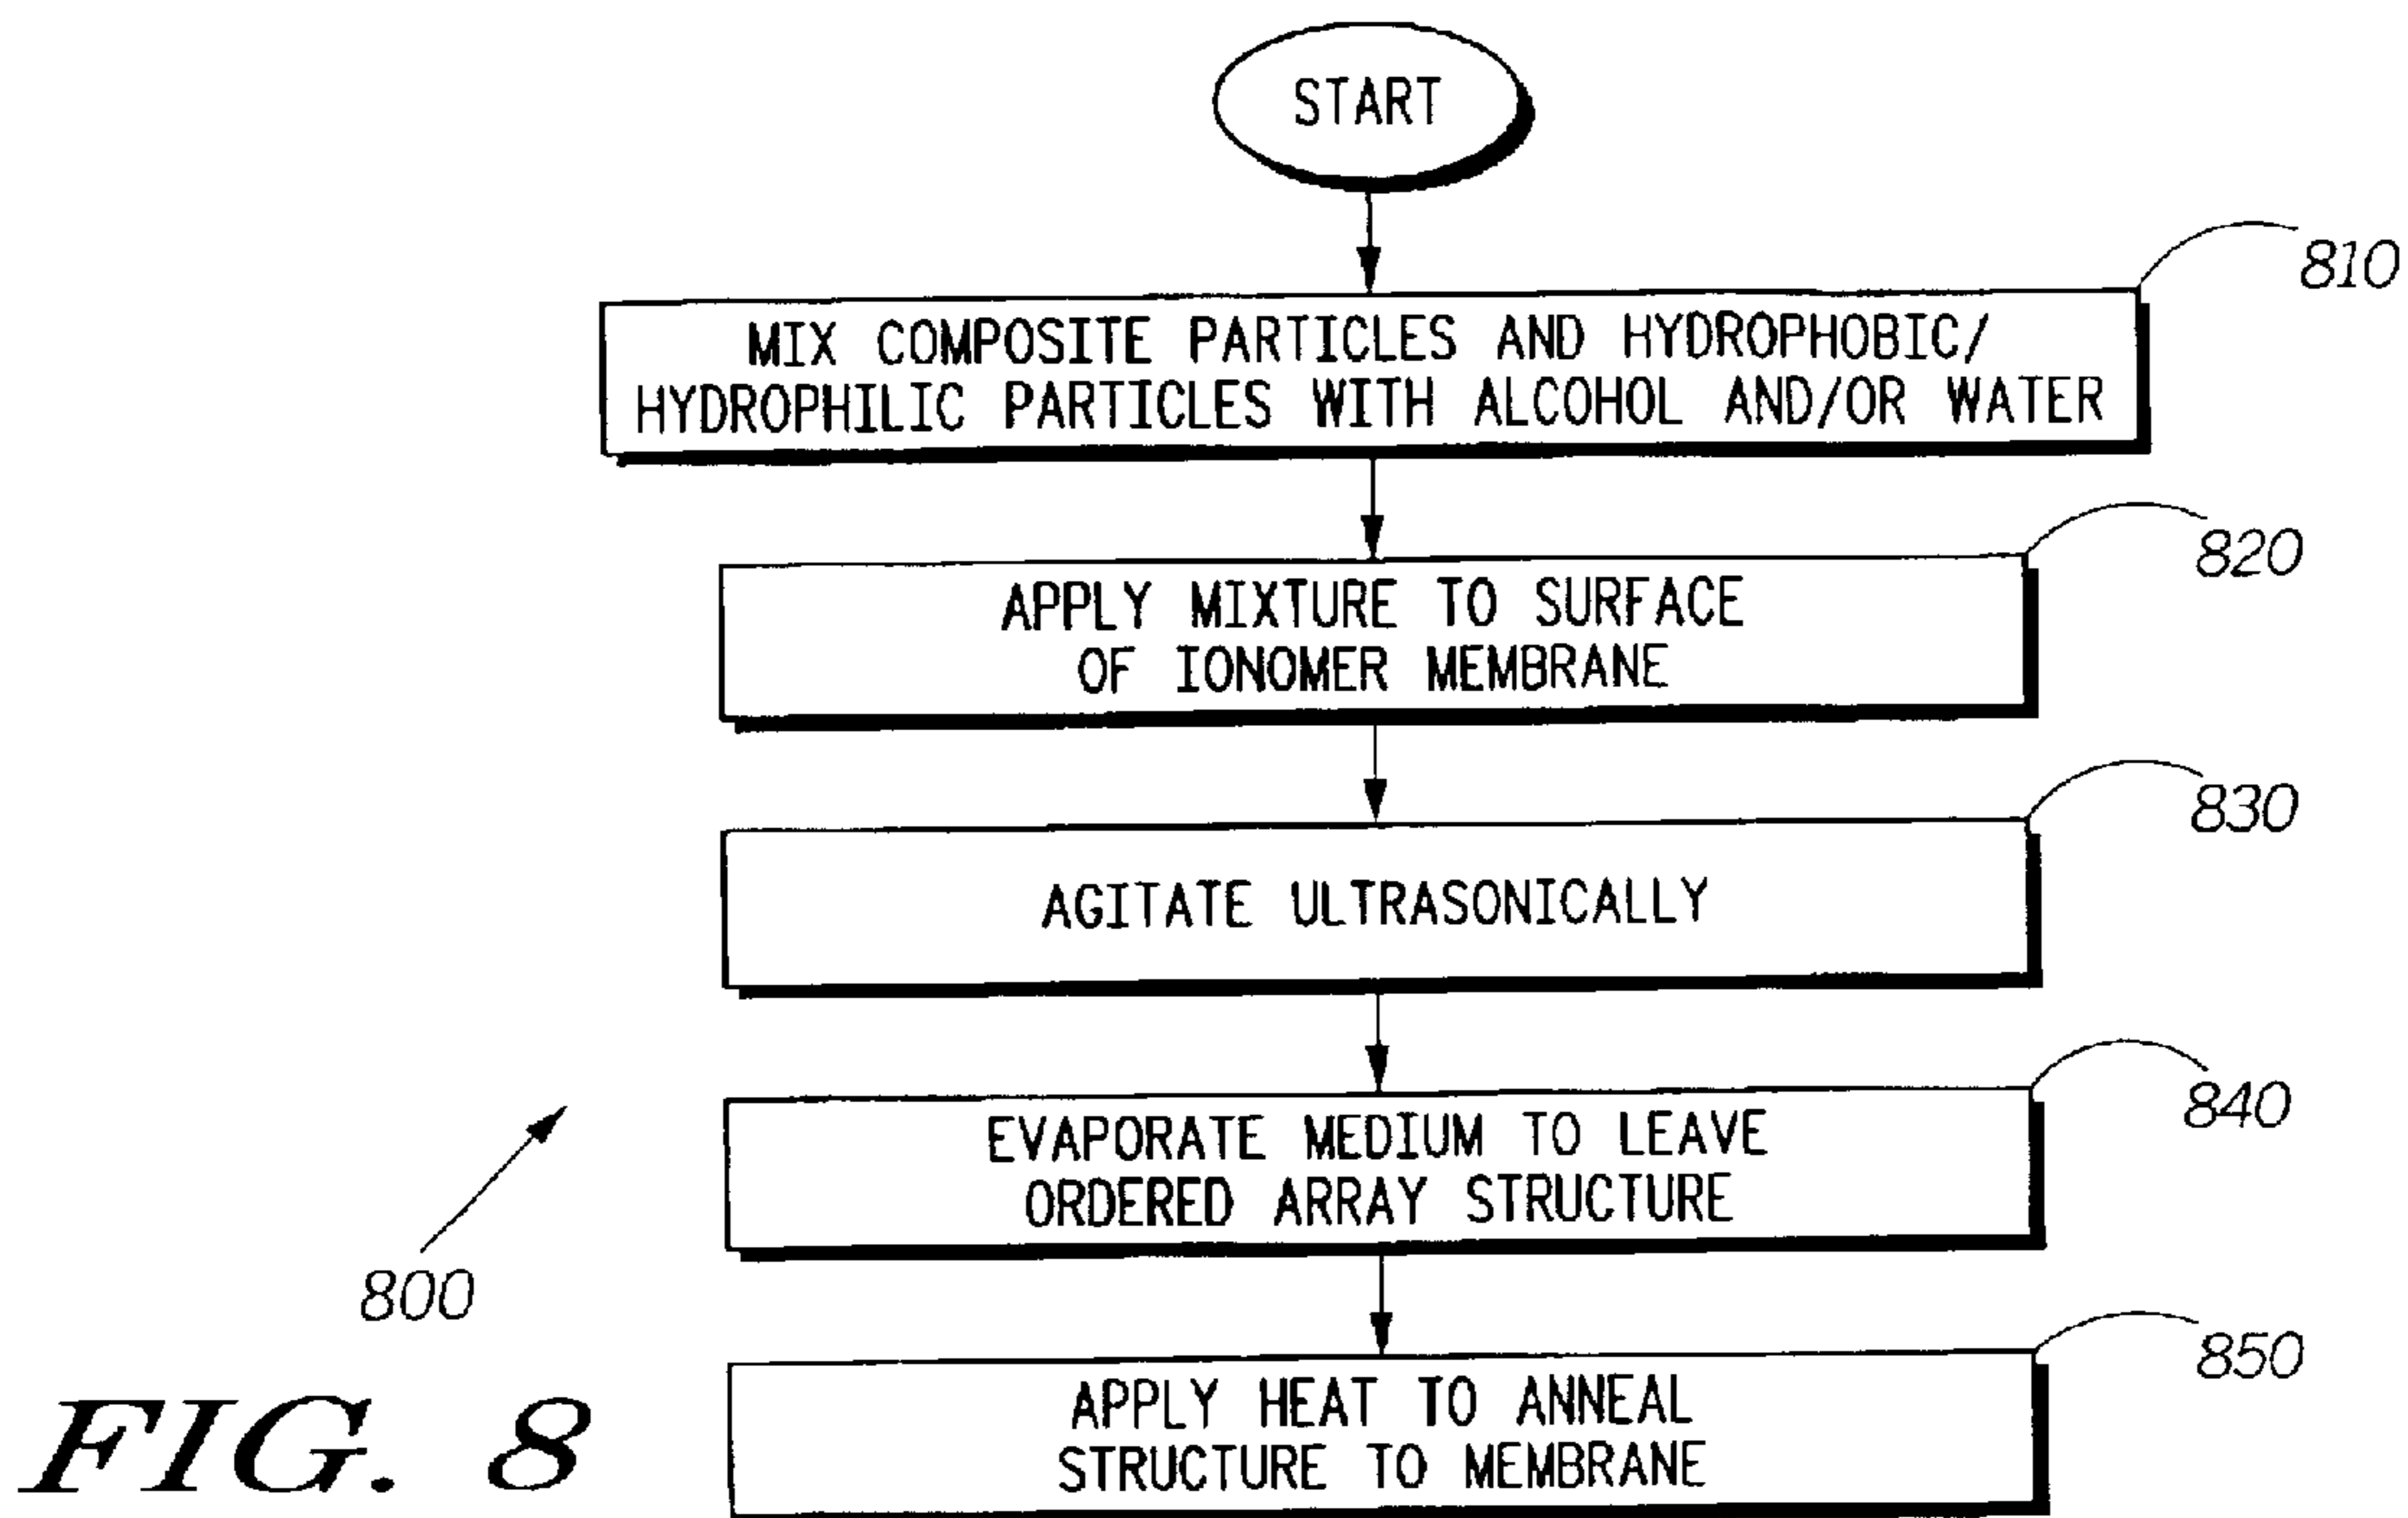 START
810
MIX COMPOSITE PARTICLES AND HYDROPHOBIC/
HYDROPHILIC PARTICLES WITH ALCOHOL AND/OR WATER
820
APPLY MIXTURE TO SURFACE
OF IONOMER MEMBRANE
830
AGITATE ULTRASONICALLY
840
EVAPORATE MEDIUM TO LEAVE
ORDERED ARRAY STRUCTURE
800
850
APPLY HEAT TO ANNEAL
STRUCTURE TO MEMBRANE
FIG. 8